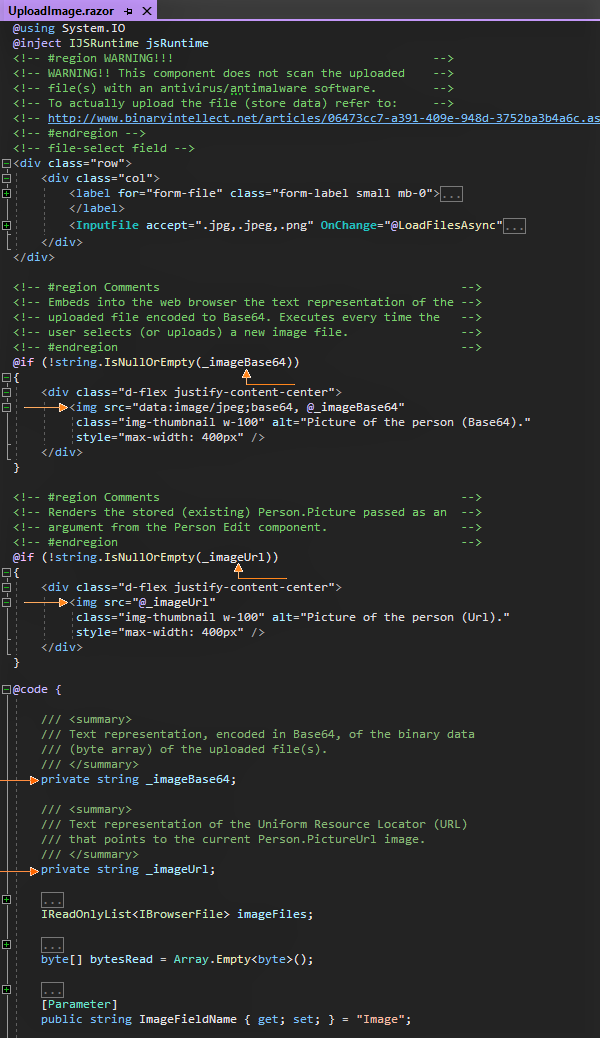 UploadImage.razor
@using System.IO
@inject IJSRuntime jsRuntime
<!-- #region WARNING!!! -->
<!-- WARNING!! This component does not scan the uploaded -->
<!-- file(s) with an antivirus/antimalware software. -->
<!-- To actually upload the file (store data) refer to: -->
<!-- http://www.binaryintellect.net/articles/06473cc7-a391-409e-948d-3752ba3b4a6c.as
<!-- #endregion -->
<!-- file-select field -->
<div class="row">
<div class="col">
<label for="form-file" class="form-label small mb-0">...
</label>
<InputFile accept=".jpg,.jpeg,.png" OnChange="@LoadFilesAsync"...
</div>
</div>
<!-- #region Comments -->
<!-- Embeds into the web browser the text representation of the -->
<!-- uploaded file encoded to Base64. Executes every time the -->
<!-- user selects (or uploads) a new image file. -->
<!-- #endregion -->
@if (!string.IsNullOrEmpty(_imageBase64))
{
<div class="d-flex justify-content-center">
<img src="data:image/jpeg;base64, @_imageBase64"
class="img-thumbnail w-100" alt="Picture of the person (Base64)."
style="max-width: 400px" />
</div>
}
<!-- #region Comments -->
<!-- Renders the stored (existing) Person.Picture passed as an -->
<!-- argument from the Person Edit component. -->
<!-- #endregion -->
@if (!string.IsNullOrEmpty(_imageUrl))
{
<div class="d-flex justify-content-center">
<img src="@_imageUrl"
class="img-thumbnail w-100" alt="Picture of the person (Url)."
style="max-width: 400px" />
</div>
}
@code {
/// <summary>
/// Text representation, encoded in Base64, of the binary data
/// (byte array) of the uploaded file(s).
/// </summary>
private string _imageBase64;
/// <summary>
/// Text representation of the Uniform Resource Locator (URL)
/// that points to the current Person.PictureUrl image.
/// </summary>
private string _imageUrl;
...
IReadOnlyList<IBrowserFile> imageFiles;
...
byte[] bytesRead = Array.Empty<byte>();
...
[Parameter]
public string ImageFieldName { get; set; } = "Image";